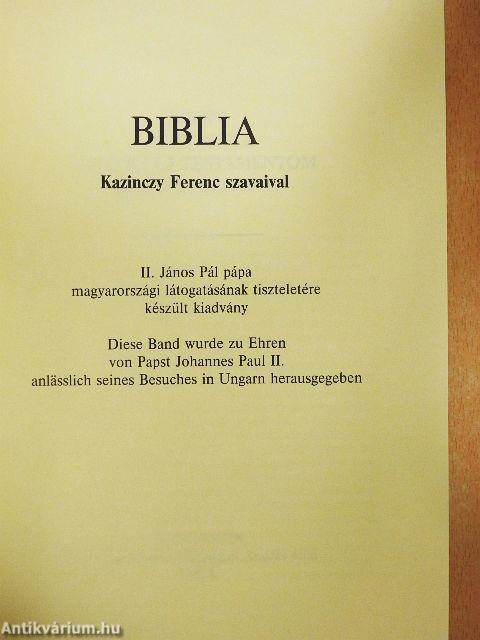 BIBLIA
Kazinczy Ferenc szavaival
II. János Pál pápa
magyarországi látogatásának tiszteletére
készült kiadvány
Diese Band wurde zu Ehren
von Papst Johannes Paul II.
anlässlich seines Besuches in Ungarn herausgegeben
Antikvárium.hu